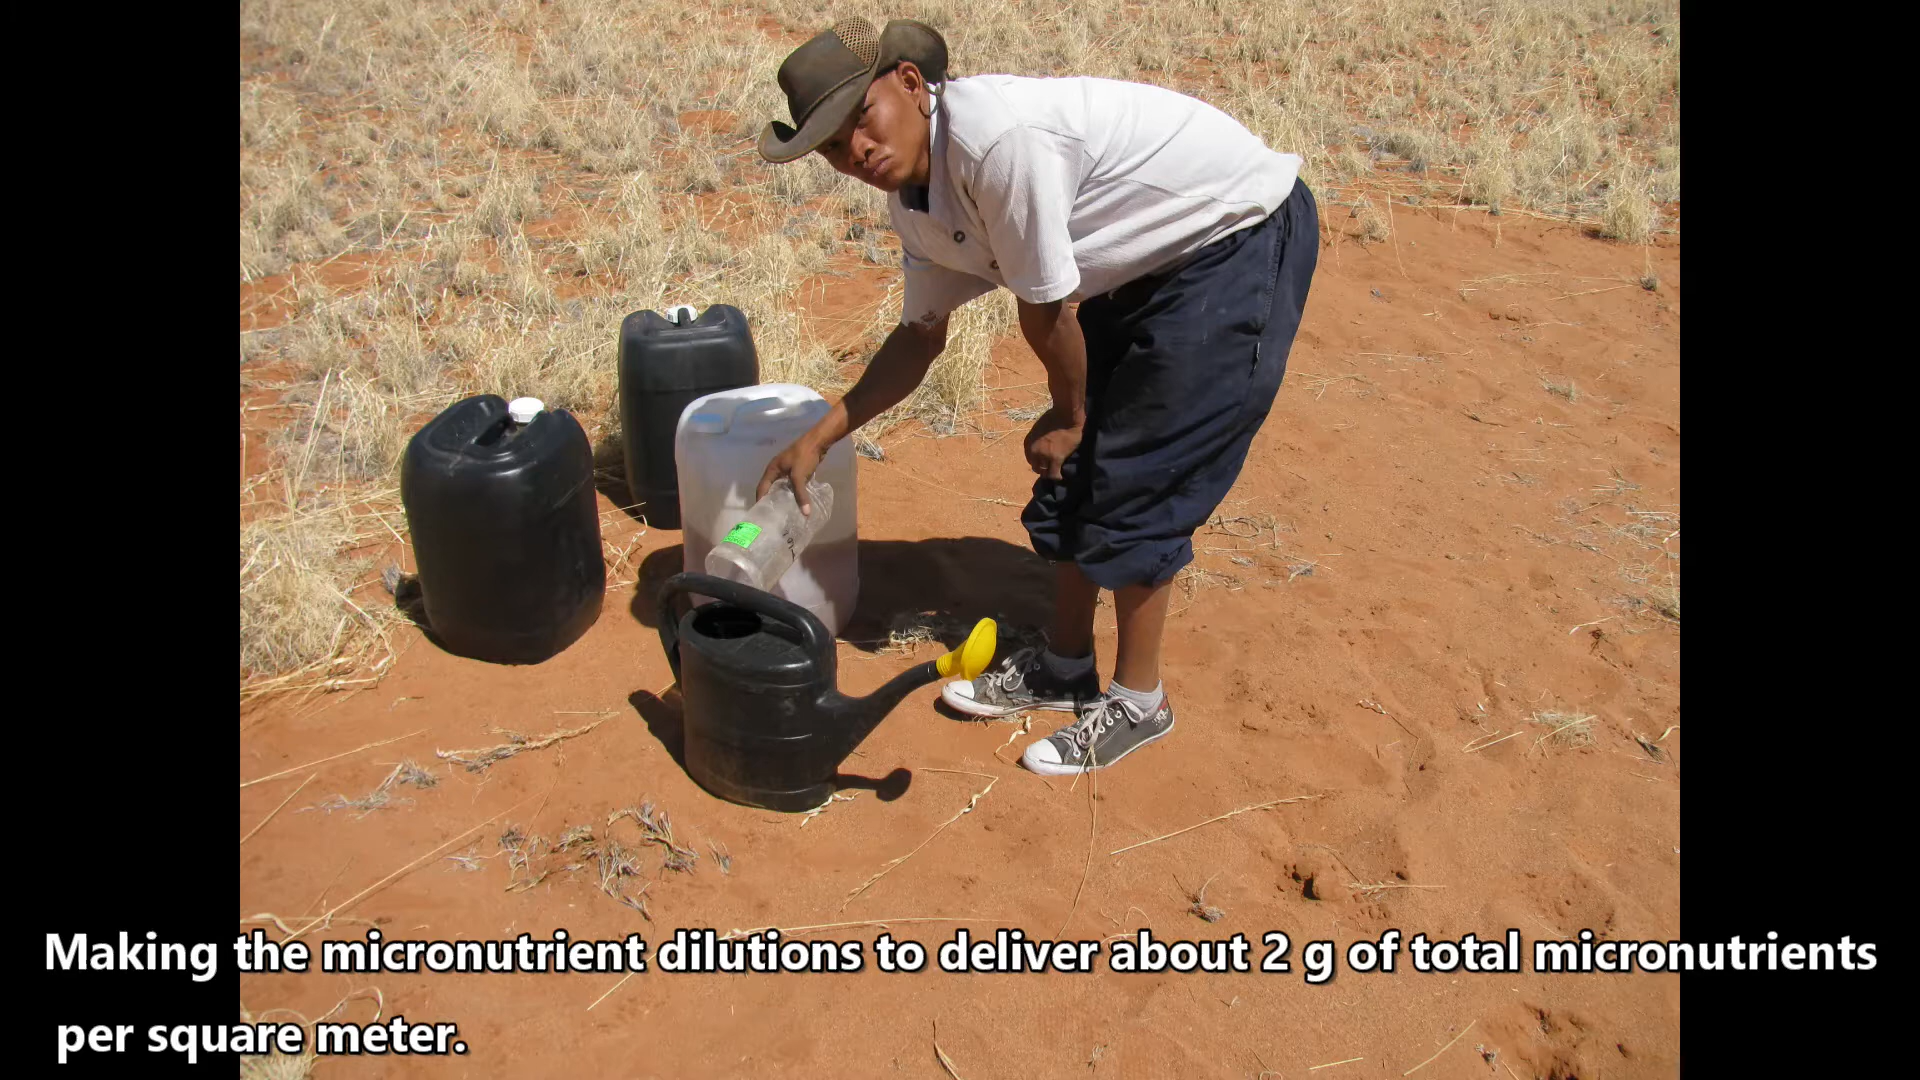 Making the micronutrient dilutions to deliver about 2 g of total micronutrients
per square meter.